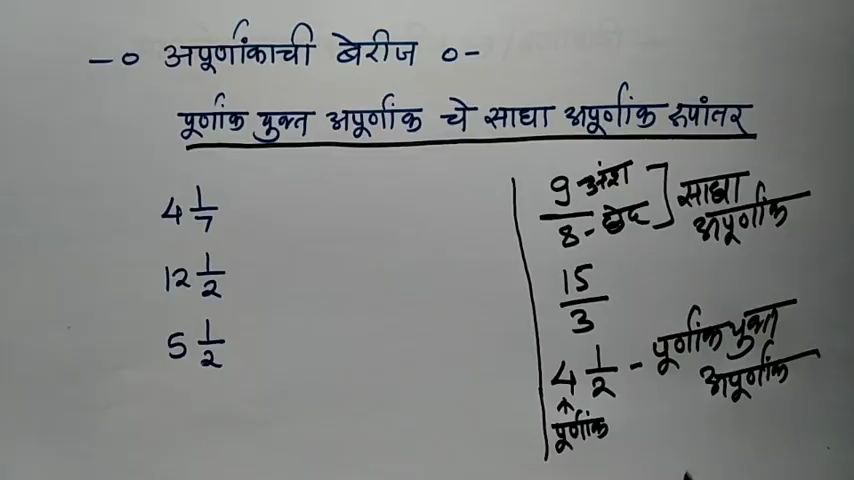 -० अपूर्णांकाची बेरीज ०-
पूर्णांक युक्त अपूर्णांक चे साधा अपूर्णांक रुपांतर
4 1/7
12 1/2
5 1/2
9 अंश
8 - छेद
साधा
अपूर्णांक
15/3
4 1/2 - पूर्णांक युक्त
अपूर्णांक
पूर्णांक